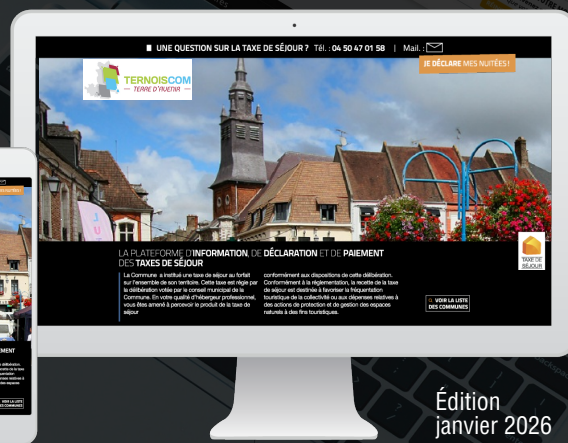 UNE QUESTION SUR LA TAXE DE SÉJOUR ? Tél. : 04 50 47 01 58 | Mail. :
JE DÉCLARE MES NUITÉES !
TERNOISCOM
— TERRE D'AVENIR —
LA PLATEFORME D'INFORMATION, DE DÉCLARATION ET DE PAIEMENT
DES TAXES DE SÉJOUR
La Commune a institué une taxe de séjour au forfait
sur l'ensemble de son territoire. Cette taxe est régie par
la délibération votée par le conseil municipal de la
Commune. En votre qualité d'hébergeur professionnel,
vous êtes amené à percevoir le produit de la taxe de
séjour
conformément aux dispositions de cette délibération.
Conformément à la réglementation, la recette de la taxe
de séjour est destinée à favoriser la fréquentation
touristique de la collectivité ou aux dépenses relatives à
des actions de protection et de gestion des espaces
naturels à des fins touristiques.
TAXE DE
SÉJOUR
VOIR LA LISTE
DES COMMUNES
Édition
janvier 2026